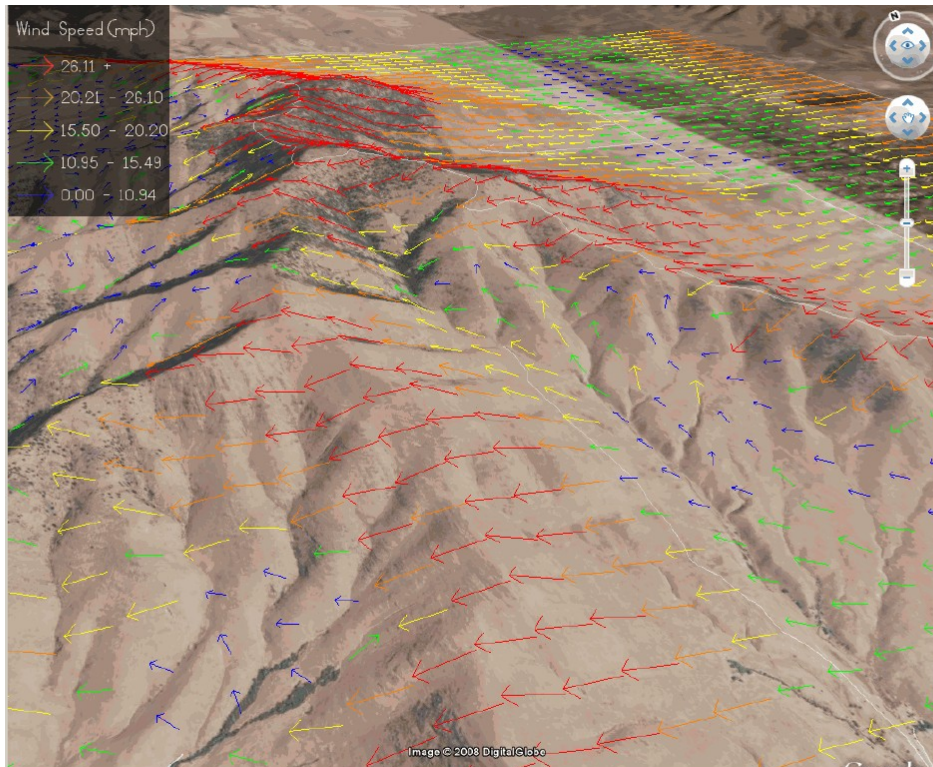 Wind Speed (mph)
26.11 +
20.21 - 26.10
15.50 - 20.20
10.95 - 15.49
0.00 - 10.94
N
Image © 2008 DigitalGlobe